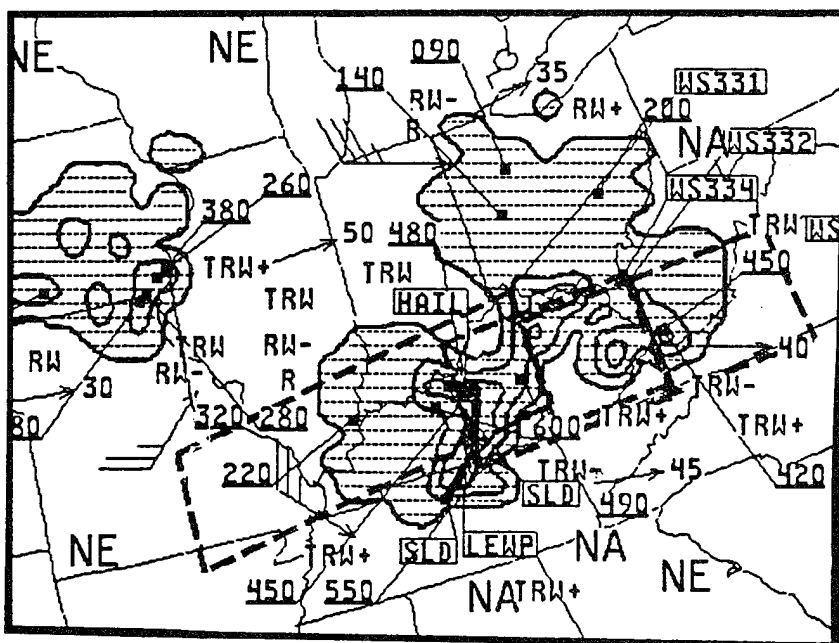 NE
NE
090
35
140
RW-
R
RW+
WS331
200
NA
WS332
WS334
260
380
50
480
TRW+
TRW
TRW
WS
450
TRW
HAIL
RW
RW-
RW-
R
RW
40
30
80
320
280
TRW-
TRW+
600
TRW+
220
TRW-
45
420
SLD
490
NE
TRW+
SLD
LEWP
NA
NE
450
550
NA
TRW+